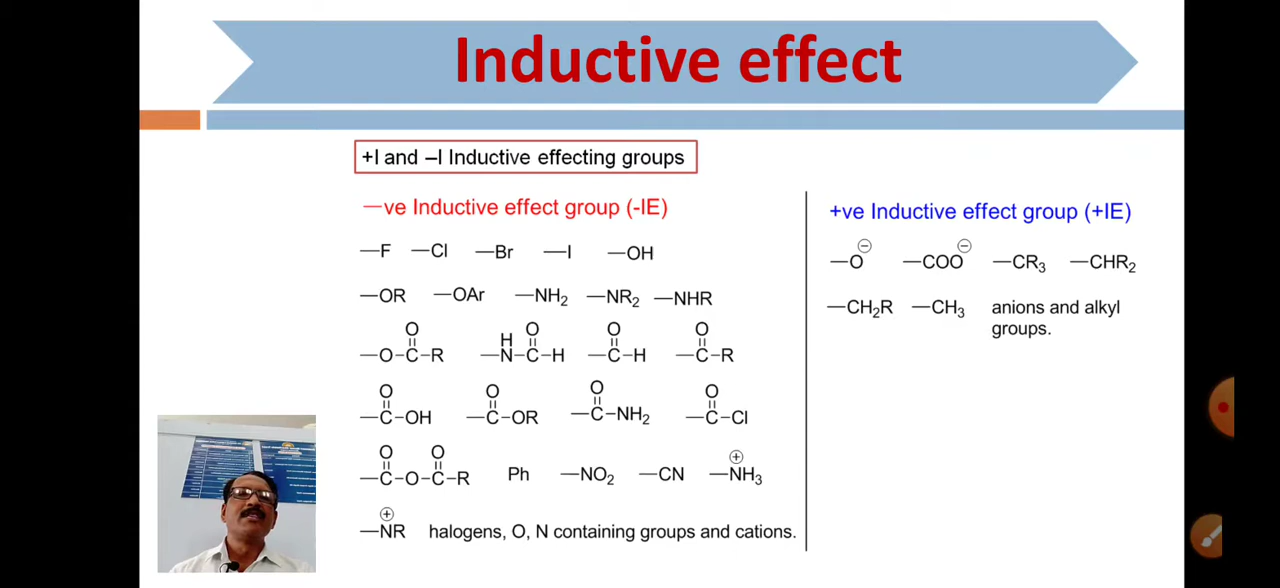 Inductive effect
+I and –I Inductive effecting groups
—ve Inductive effect group (-IE)
—F —Cl —Br —I —OH
—OR —OAr —NH₂ —NR₂ —NHR
O H O O O
—O–C–R —N–C–H —C–H —C–R
O O O O
—C–OH —C–OR —C–NH₂ —C–Cl
O O ⊕
—C–O–C–R Ph —NO₂ —CN —NH₃
⊕
—NR halogens, O, N containing groups and cations.
+ve Inductive effect group (+IE)
⊖ ⊖
—O —COO —CR₃ —CHR₂
—CH₂R —CH₃ anions and alkyl
groups.